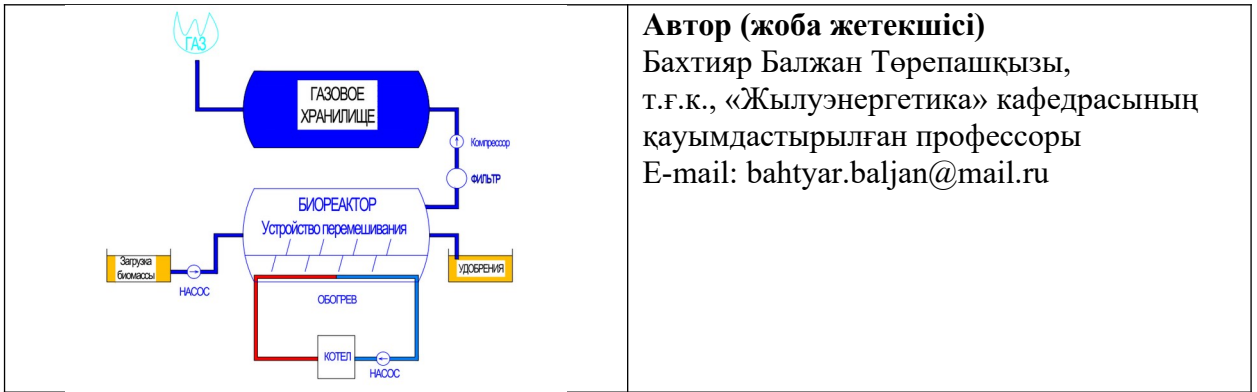 ГАЗ
ГАЗОВОЕ
ХРАНИЛИЩЕ
Компрессор
ФИЛЬТР
БИОРЕАКТОР
Устройство перемешивания
Загрузка
биомассы
НАСОС
УДОБРЕНИЯ
ОБОГРЕВ
КОТЕЛ
НАСОС
Автор (жоба жетекшісі)
Бахтияр Балжан Төрепашқызы,
т.ғ.к., «Жылуэнергетика» кафедрасының
қауымдастырылған профессоры
E-mail: bahtyar.baljan@mail.ru